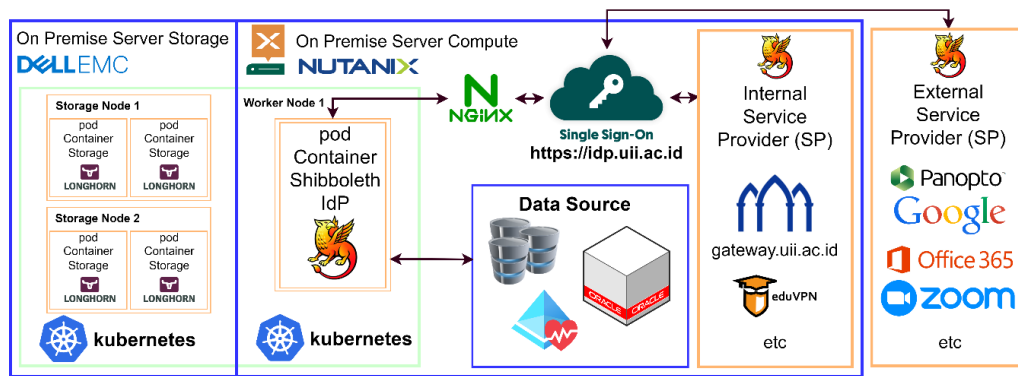 On Premise Server Storage
DELL EMC
Storage Node 1
pod
Container
Storage
LONGHORN
pod
Container
Storage
LONGHORN
Storage Node 2
pod
Container
Storage
LONGHORN
pod
Container
Storage
LONGHORN
kubernetes
On Premise Server Compute
NUTANIX
Worker Node 1
pod
Container
Shibboleth
IdP
kubernetes
NGINX
Single Sign-On
https://idp.uii.ac.id
Data Source
ORACLE
ORACLE
Internal
Service
Provider (SP)
gateway.uii.ac.id
eduVPN
etc
External
Service
Provider (SP)
Panopto
Google
Office 365
zoom
etc